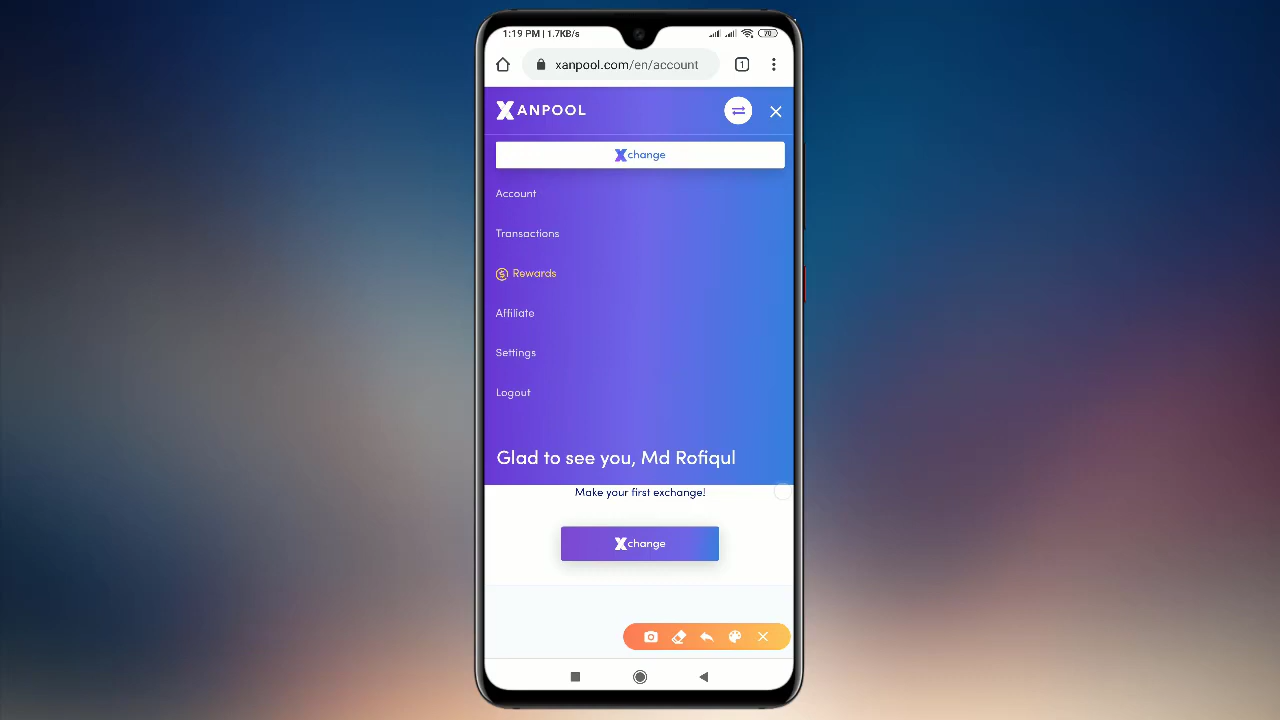 1:19 PM | 1.7KB/s
70
xanpool.com/en/account
1
XANPOOL
Xchange
Account
Transactions
Rewards
Affiliate
Settings
Logout
Glad to see you, Md Rofiqul
Make your first exchange!
Xchange